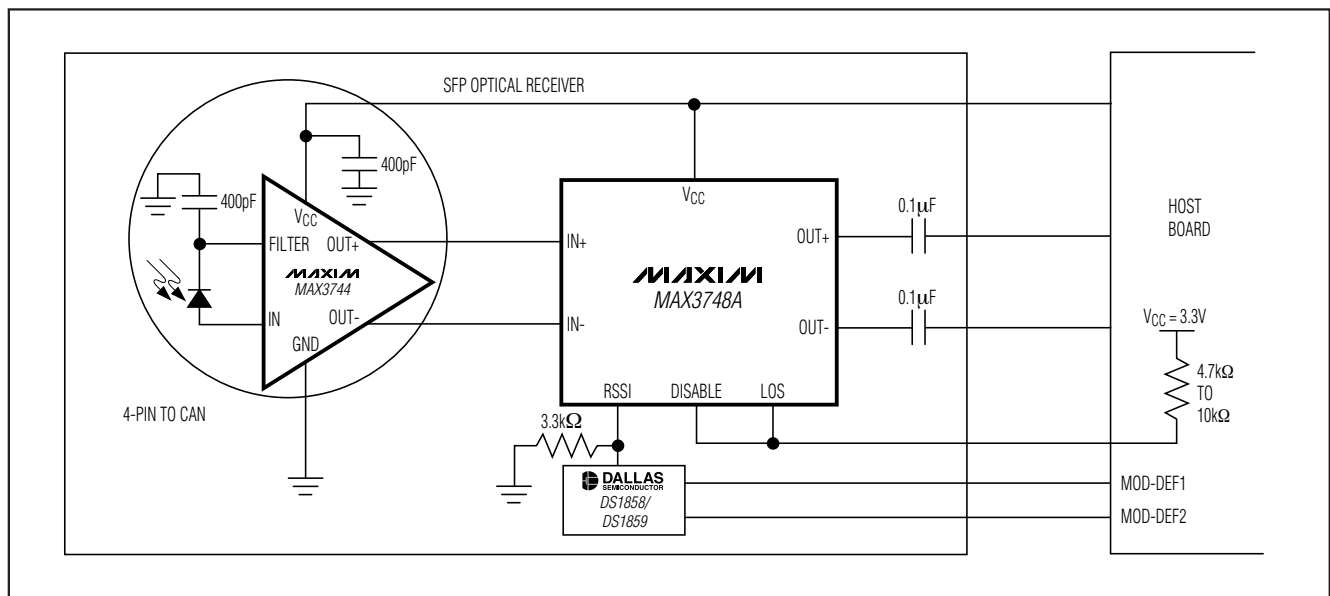 SFP OPTICAL RECEIVER
400pF
400pF
VCC
FILTER
OUT+
MAXIM
MAX3744
IN
OUT-
GND
4-PIN TO CAN
VCC
IN+
OUT+
MAXIM
MAX3748A
IN-
OUT-
RSSI
DISABLE
LOS
0.1μF
0.1μF
HOST
BOARD
VCC = 3.3V
4.7kΩ
TO
10kΩ
3.3kΩ
DALLAS
SEMICONDUCTOR
DS1858/
DS1859
MOD-DEF1
MOD-DEF2